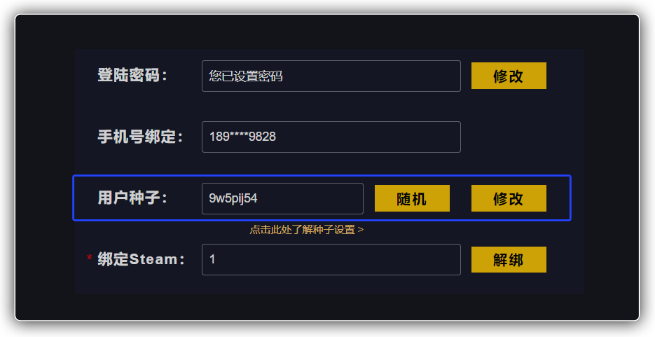 登陆密码： 您已设置密码 修改
手机号绑定： 189****9828
用户种子： 9w5pij54 随机 修改
点击此处了解种子设置 >
* 绑定Steam： 1 解绑